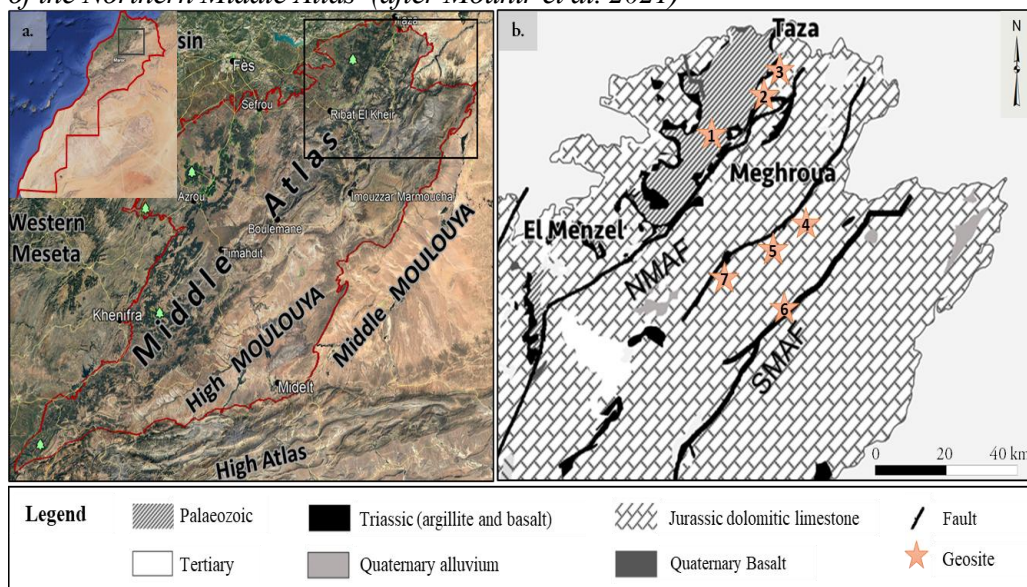 of the Northern Middle Atlas (after Mounir et al. 2021)
a.
sin
Taza
Fès
Sefrou
Ribat El Kheir
Azrou
Imouzzar Marmoucha
Western
Meseta
Boulemane
Timahdit
Middle Atlas
Khenifra
High MOULOUYA
Middle MOULOUYA
Midelt
High Atlas
b.
Taza
N
3
2
1
Meghroua
El Menzel
4
5
NMAF
7
6
SMAF
0 20 40 km
Legend
Palaeozoic
Triassic (argillite and basalt)
Jurassic dolomitic limestone
Fault
Tertiary
Quaternary alluvium
Quaternary Basalt
Geosite